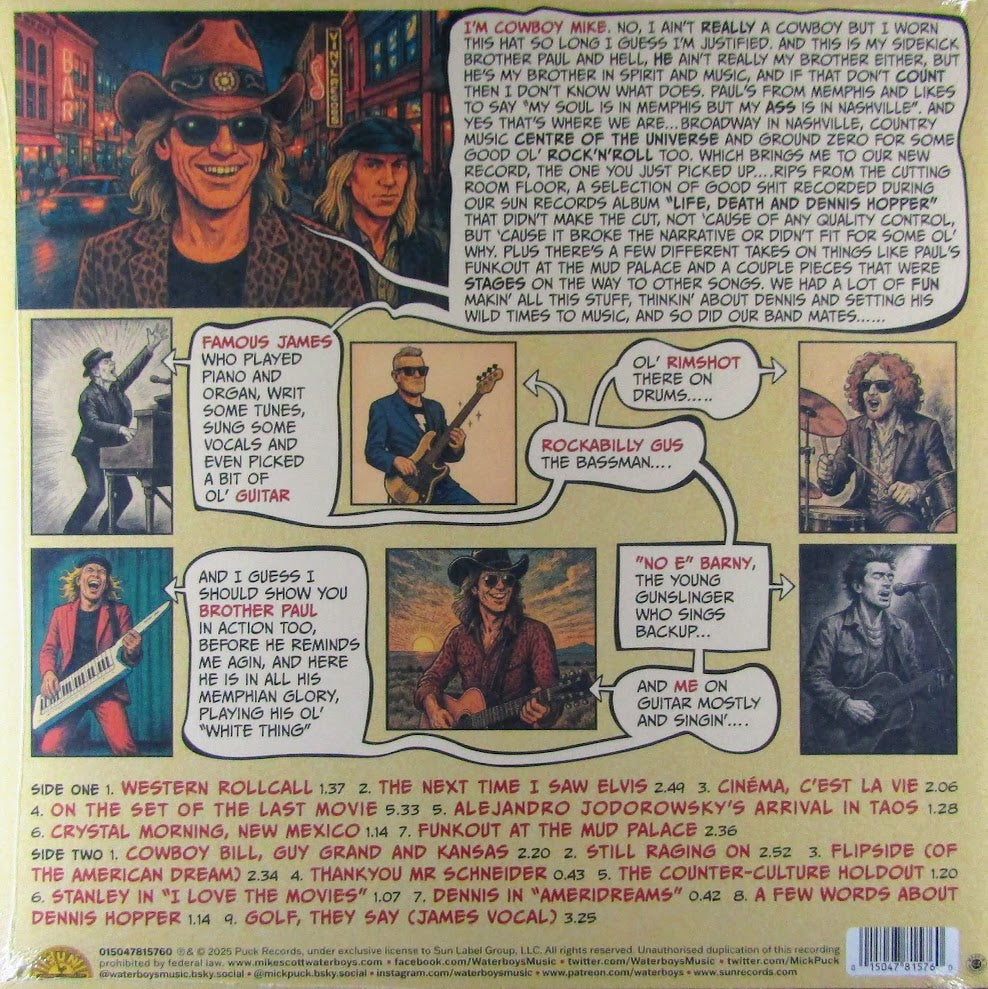 BAR
VINYL RECORDS
I'M COWBOY MIKE. NO, I AIN'T REALLY A COWBOY BUT I WORN
THIS HAT SO LONG I GUESS I'M JUSTIFIED. AND THIS IS MY SIDEKICK
BROTHER PAUL AND HELL, HE AIN'T REALLY MY BROTHER EITHER, BUT
HE'S MY BROTHER IN SPIRIT AND MUSIC, AND IF THAT DON'T COUNT
THEN I DON'T KNOW WHAT DOES. PAUL'S FROM MEMPHIS AND LIKES
TO SAY "MY SOUL IS IN MEMPHIS BUT MY ASS IS IN NASHVILLE". AND
YES THAT'S WHERE WE ARE...BROADWAY IN NASHVILLE, COUNTRY
MUSIC CENTRE OF THE UNIVERSE AND GROUND ZERO FOR SOME
GOOD OL' ROCK'N'ROLL TOO. WHICH BRINGS ME TO OUR NEW
RECORD, THE ONE YOU JUST PICKED UP....RIPS FROM THE CUTTING
ROOM FLOOR, A SELECTION OF GOOD SHIT RECORDED DURING
OUR SUN RECORDS ALBUM "LIFE, DEATH AND DENNIS HOPPER"
THAT DIDN'T MAKE THE CUT, NOT 'CAUSE OF ANY QUALITY CONTROL,
BUT 'CAUSE IT BROKE THE NARRATIVE OR DIDN'T FIT FOR SOME OL'
WHY. PLUS THERE'S A FEW DIFFERENT TAKES ON THINGS LIKE PAUL'S
FUNKOUT AT THE MUD PALACE AND A COUPLE PIECES THAT WERE
STAGES ON THE WAY TO OTHER SONGS. WE HAD A LOT OF FUN
MAKIN' ALL THIS STUFF, THINKIN' ABOUT DENNIS AND SETTING HIS
WILD TIMES TO MUSIC, AND SO DID OUR BAND MATES......
FAMOUS JAMES
WHO PLAYED
PIANO AND
ORGAN, WRIT
SOME TUNES,
SUNG SOME
VOCALS AND
EVEN PICKED
A BIT OF
OL' GUITAR
ROCKABILLY GUS
THE BASSMAN....
OL' RIMSHOT
THERE ON
DRUMS.....
"NO E" BARNY,
THE YOUNG
GUNSLINGER
WHO SINGS
BACKUP...
AND ME ON
GUITAR MOSTLY
AND SINGIN'....
AND I GUESS I
SHOULD SHOW YOU
BROTHER PAUL
IN ACTION TOO,
BEFORE HE REMINDS
ME AGIN, AND HERE
HE IS IN ALL HIS
MEMPHIAN GLORY,
PLAYING HIS OL'
"WHITE THING"
SIDE ONE 1. WESTERN ROLLCALL 1.37 2. THE NEXT TIME I SAW ELVIS 2.49 3. CINÉMA, C'EST LA VIE 2.06
4. ON THE SET OF THE LAST MOVIE 5.33 5. ALEJANDRO JODOROWSKY'S ARRIVAL IN TAOS 1.28
6. CRYSTAL MORNING, NEW MEXICO 1.14 7. FUNKOUT AT THE MUD PALACE 2.36
SIDE TWO 1. COWBOY BILL, GUY GRAND AND KANSAS 2.20 2. STILL RAGING ON 2.52 3. FLIPSIDE (OF
THE AMERICAN DREAM) 2.34 4. THANKYOU MR SCHNEIDER 0.43 5. THE COUNTER-CULTURE HOLDOUT 1.20
6. STANLEY IN "I LOVE THE MOVIES" 1.07 7. DENNIS IN "AMERIDREAMS" 0.42 8. A FEW WORDS ABOUT
DENNIS HOPPER 1.14 9. GOLF, THEY SAY (JAMES VOCAL) 3.25
SUN
015047815760 ℗ & © 2025 Puck Records, under exclusive license to Sun Label Group, LLC. All rights reserved. Unauthorised duplication of this recording
prohibited by federal law. www.mikescottwaterboys.com • facebook.com/WaterboysMusic • twitter.com/WaterboysMusic • twitter.com/MickPuck
@waterboysmusic.bsky.social • @mickpuck.bsky.social • instagram.com/waterboysmusic • www.patreon.com/waterboys • www.sunrecords.com
0 15047 81576 0